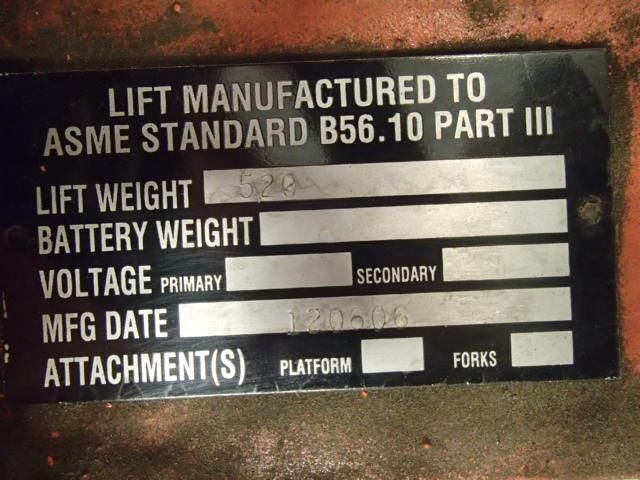 LIFT MANUFACTURED TO
ASME STANDARD B56.10 PART III
LIFT WEIGHT 520
BATTERY WEIGHT
VOLTAGE PRIMARY SECONDARY
MFG DATE 120606
ATTACHMENT(S) PLATFORM FORKS